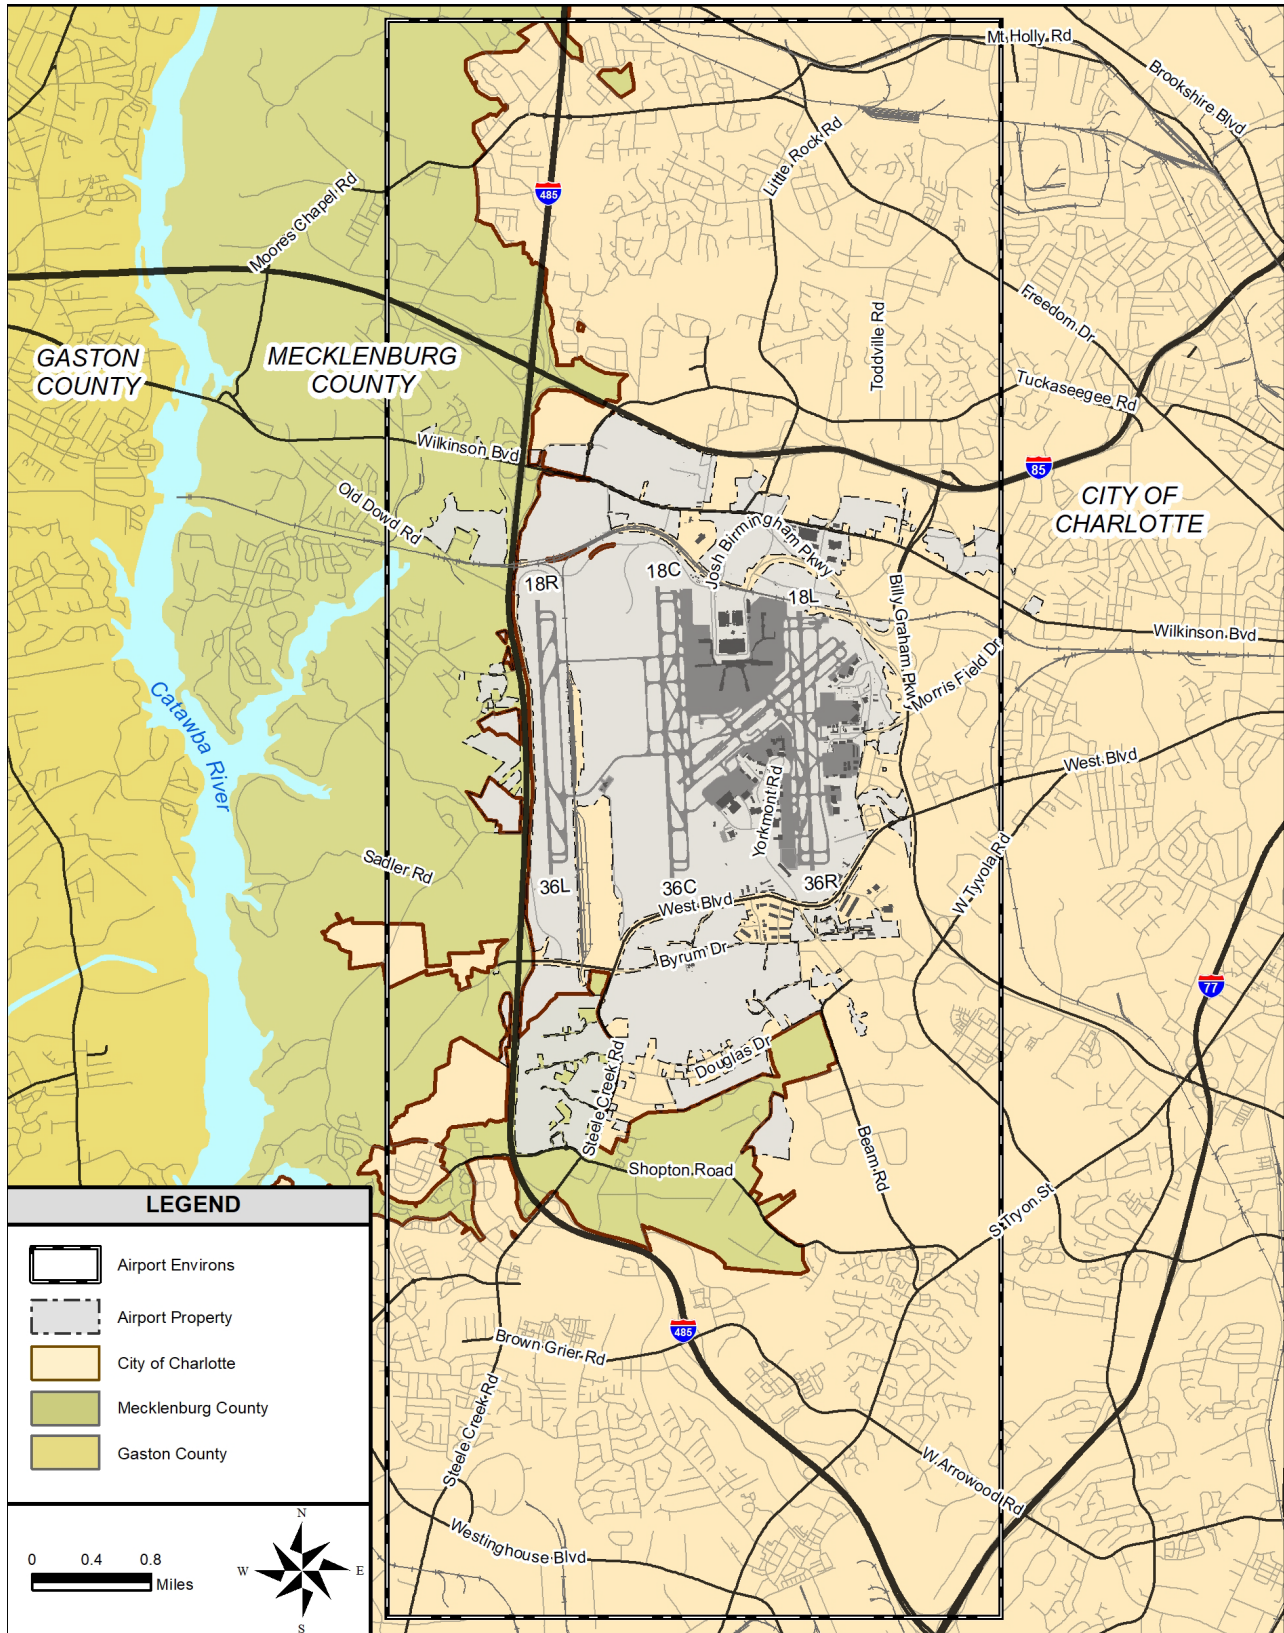 Mt Holly Rd
Brookshire Blvd
Little Rock Rd
485
Moores Chapel Rd
Freedom Dr
Toddville Rd
GASTON
COUNTY
MECKLENBURG
COUNTY
Tuckaseegee Rd
Wilkinson Bvd
85
CITY OF
CHARLOTTE
Old Dowd Rd
Josh Birmingham Pkwy
18R
18C
18L
Billy Graham Pkwy
Wilkinson Bvd
Morris Field Dr
Catawba River
West Blvd
Yorkmont Rd
Sadler Rd
W Tyvola Rd
36L
36C
36R
West Blvd
Byrum Dr
77
Douglas Dr
Steele Creek Rd
Beam Rd
Shopton Road
S Tryon St
485
Brown Grier Rd
Steele Creek Rd
W Arrowood Rd
Westinghouse Blvd
LEGEND
Airport Environs
Airport Property
City of Charlotte
Mecklenburg County
Gaston County
0 0.4 0.8
Miles
N
W E
S